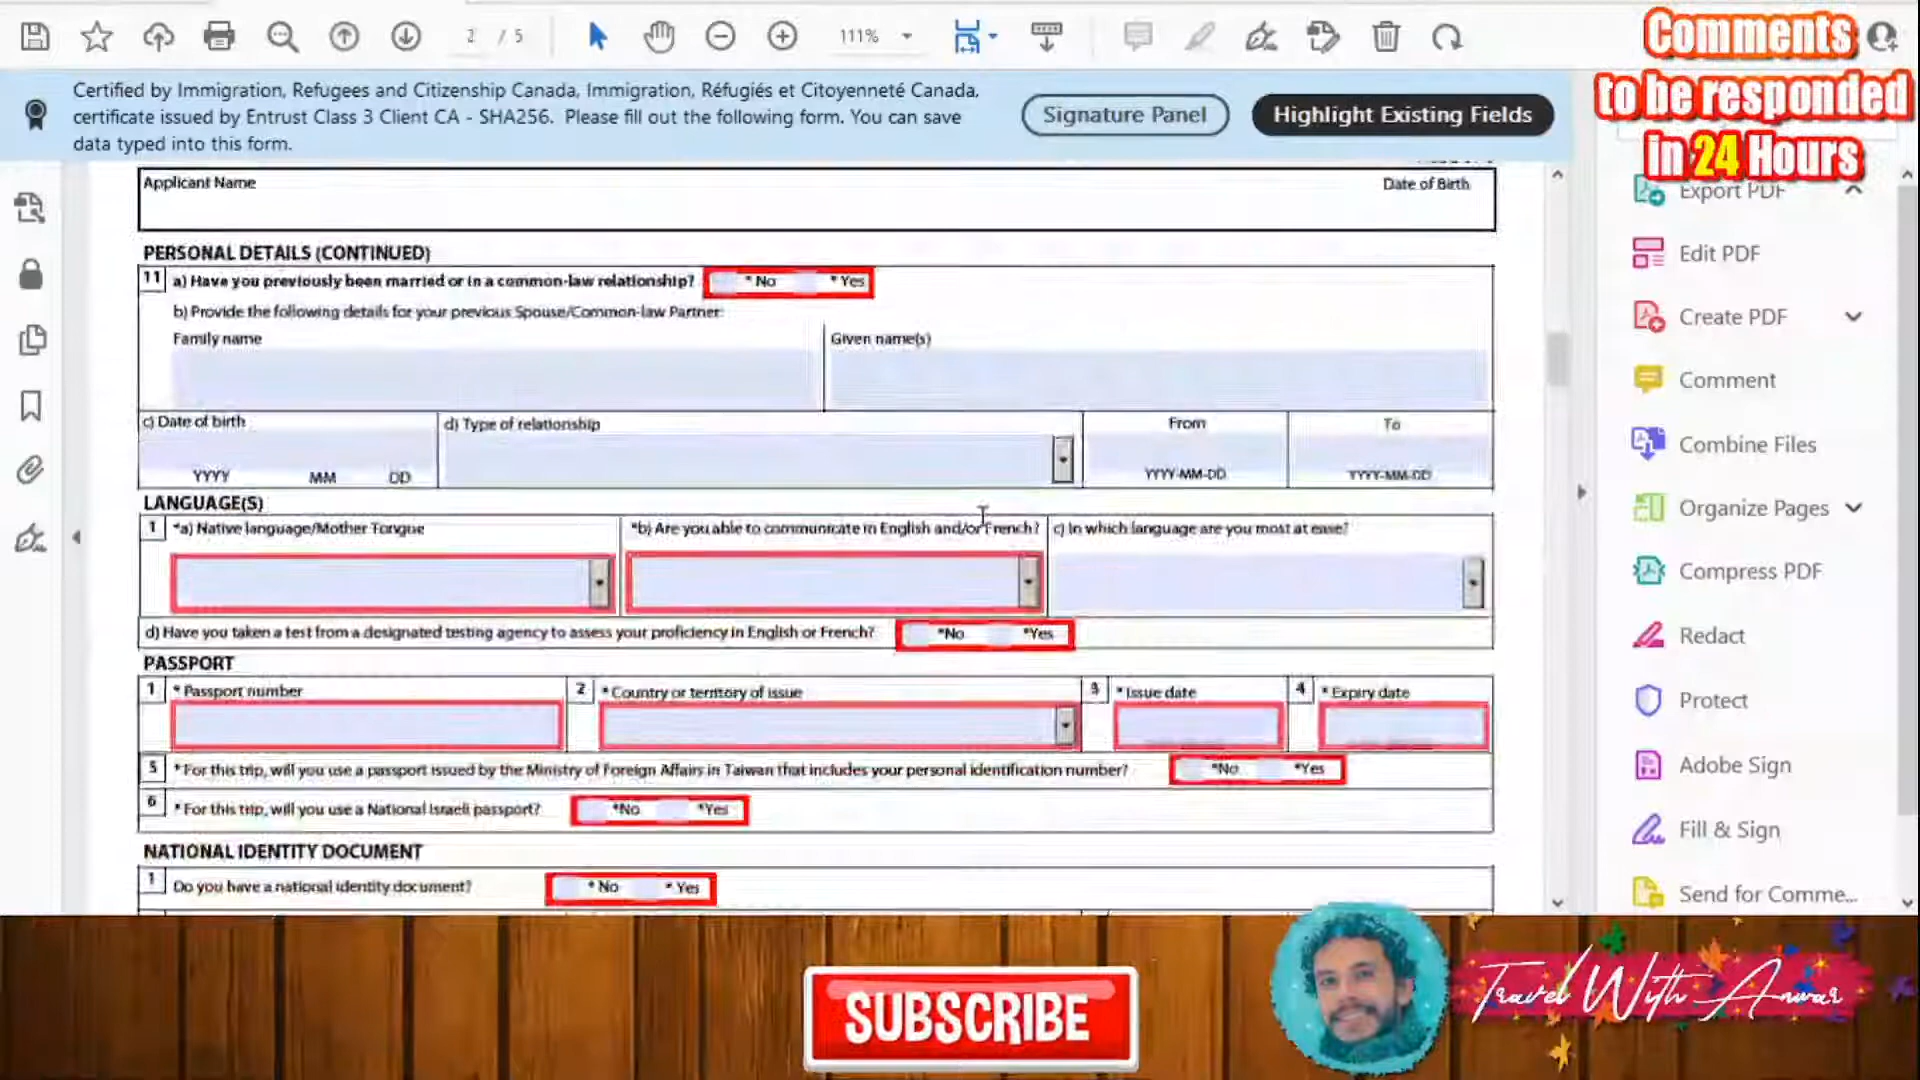 2 / 5
111%
Comments
to be responded
in 24 Hours
Certified by Immigration, Refugees and Citizenship Canada, Immigration, Réfugiés et Citoyenneté Canada,
certificate issued by Entrust Class 3 Client CA - SHA256. Please fill out the following form. You can save
data typed into this form.
Signature Panel
Highlight Existing Fields
Applicant Name
Date of Birth
PERSONAL DETAILS (CONTINUED)
11 a) Have you previously been married or in a common-law relationship? * No * Yes
b) Provide the following details for your previous Spouse/Common-law Partner:
Family name
Given name(s)
c) Date of birth
d) Type of relationship
From
To
YYYY MM DD
YYYY-MM-DD
YYYY-MM-DD
LANGUAGE(S)
1 *a) Native language/Mother Tongue
*b) Are you able to communicate in English and/or French?
c) In which language are you most at ease?
d) Have you taken a test from a designated testing agency to assess your proficiency in English or French? *No *Yes
PASSPORT
1 * Passport number
2 * Country or territory of issue
3 * Issue date
4 * Expiry date
5 * For this trip, will you use a passport issued by the Ministry of Foreign Affairs in Taiwan that includes your personal identification number? *No *Yes
6 * For this trip, will you use a National Israeli passport? *No *Yes
NATIONAL IDENTITY DOCUMENT
1 Do you have a national identity document? * No * Yes
Export PDF
Edit PDF
Create PDF
Comment
Combine Files
Organize Pages
Compress PDF
Redact
Protect
Adobe Sign
Fill & Sign
Send for Comme...
SUBSCRIBE
Travel With Anwar